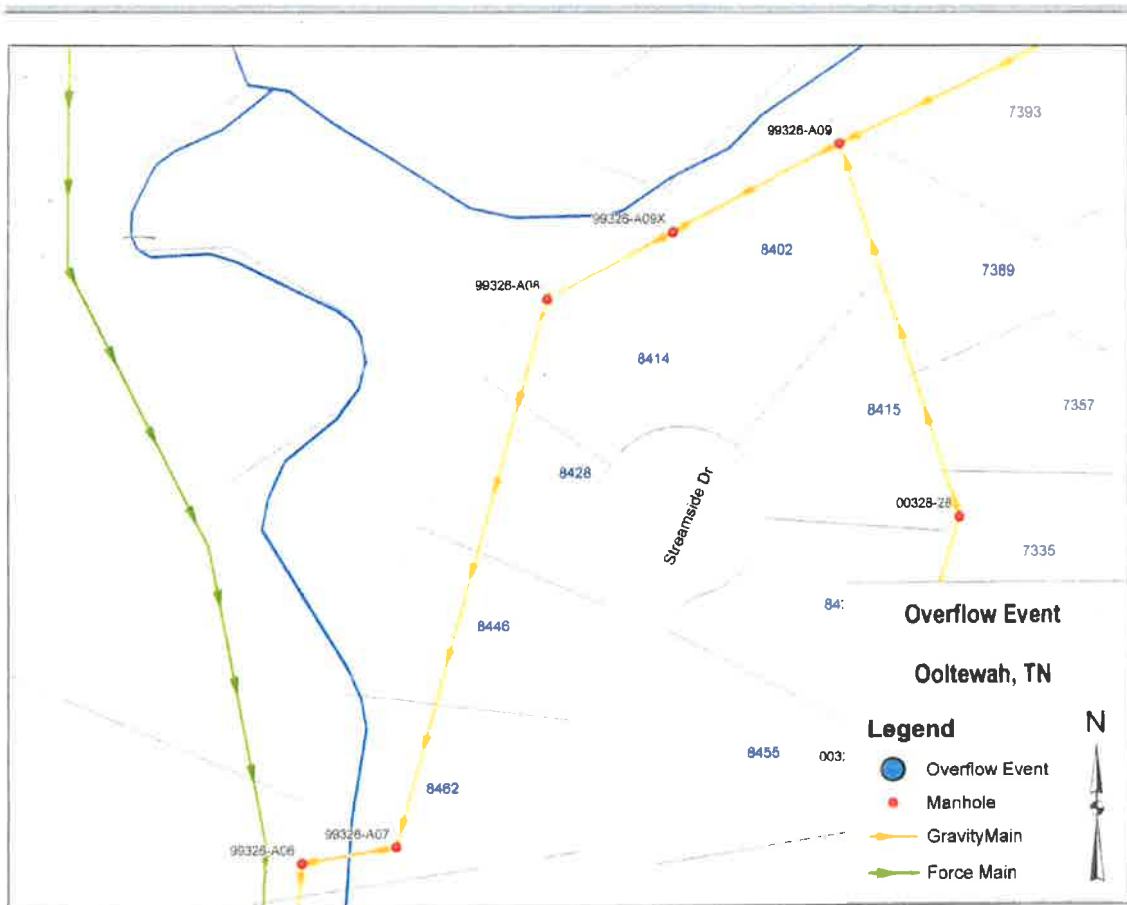 7393
99326-A09
99326-A09X
8402
7389
99326-A08
8414
8415
7357
8428
Streamside Dr
00328-28
7335
8446
8455
8462
99326-A07
99326-A06
Overflow Event
Ooltewah, TN
Legend
N
Overflow Event
Manhole
GravityMain
Force Main